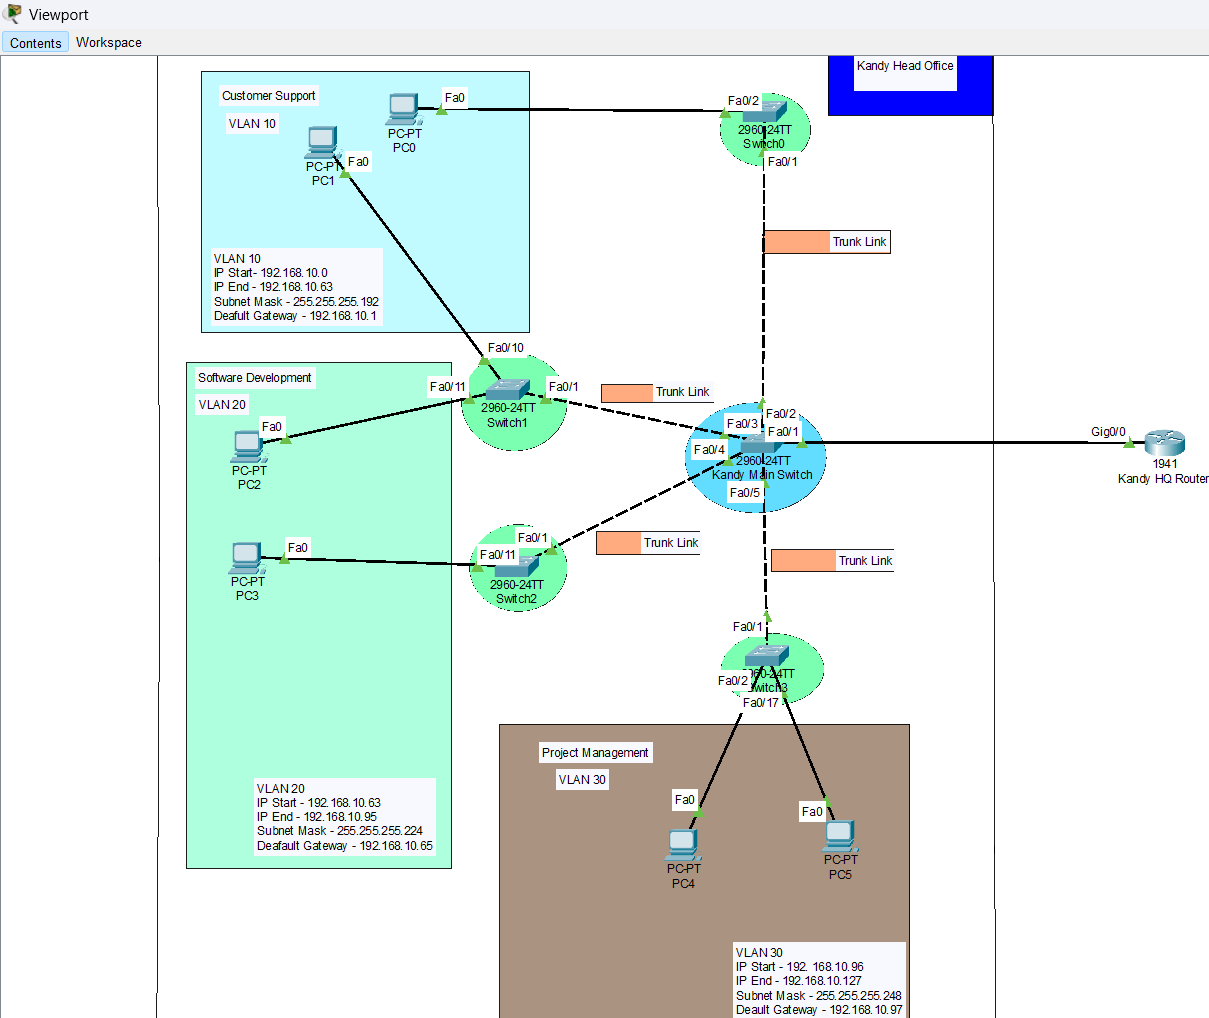 Viewport
Contents Workspace
Kandy Head Office
Customer Support
VLAN 10
Fa0
PC-PT
PC0
Fa0/2
2960-24TT
Switch0
Fa0/1
Fa0
PC-PT
PC1
Trunk Link
VLAN 10
IP Start- 192.168.10.0
IP End - 192.168.10.63
Subnet Mask - 255.255.255.192
Deafult Gateway - 192.168.10.1
Fa0/10
Software Development
VLAN 20
Fa0/11
Fa0/1
2960-24TT
Switch1
Trunk Link
Fa0
PC-PT
PC2
Fa0/2
Fa0/3
Fa0/1
Fa0/4
2960-24TT
Kandy Main Switch
Fa0/5
Gig0/0
1941
Kandy HQ Router
Fa0
PC-PT
PC3
Fa0/1
Fa0/11
2960-24TT
Switch2
Trunk Link
Trunk Link
Fa0/1
Fa0/2
Fa0/17
Project Management
VLAN 30
VLAN 20
IP Start - 192.168.10.63
IP End - 192.168.10.95
Subnet Mask - 255.255.255.224
Deafault Gateway - 192.168.10.65
Fa0
PC-PT
PC4
Fa0
PC-PT
PC5
VLAN 30
IP Start - 192. 168.10.96
IP End - 192.168.10.127
Subnet Mask - 255.255.255.248
Deault Gateway - 192.168.10.97